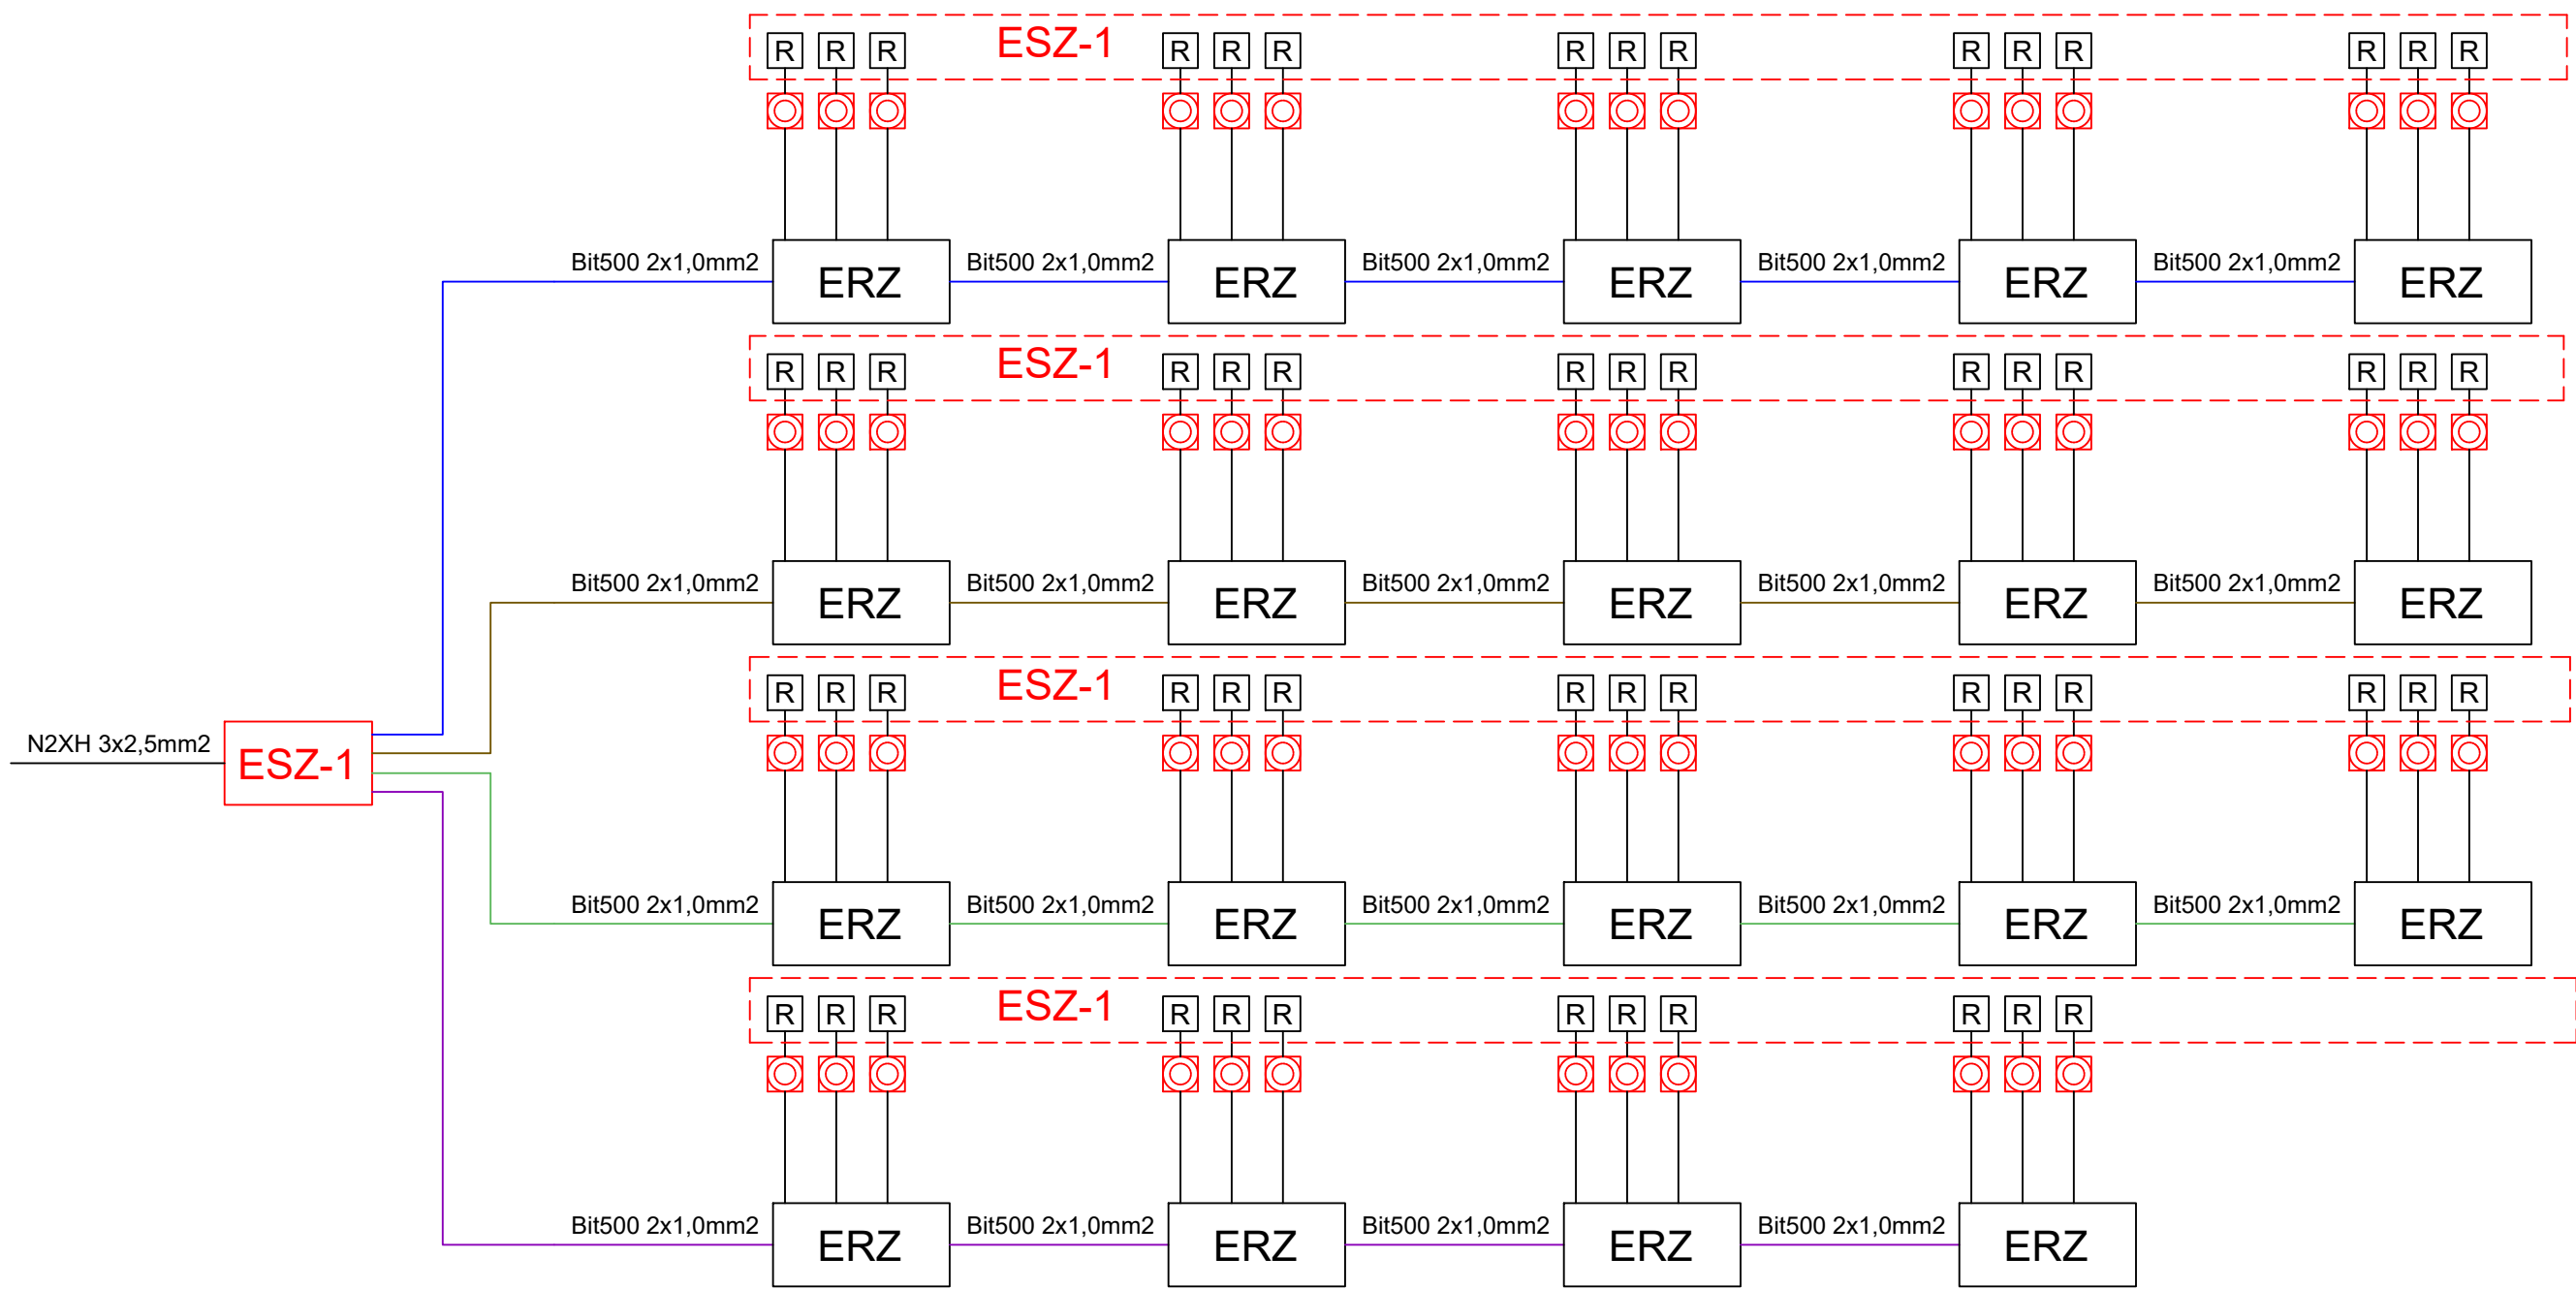 R R R ESZ-1 R R R R R R R R R R R R
Bit500 2x1,0mm2 ERZ Bit500 2x1,0mm2 ERZ Bit500 2x1,0mm2 ERZ Bit500 2x1,0mm2 ERZ Bit500 2x1,0mm2 ERZ
R R R ESZ-1 R R R R R R R R R R R R
Bit500 2x1,0mm2 ERZ Bit500 2x1,0mm2 ERZ Bit500 2x1,0mm2 ERZ Bit500 2x1,0mm2 ERZ Bit500 2x1,0mm2 ERZ
R R R ESZ-1 R R R R R R R R R R R R
N2XH 3x2,5mm2 ESZ-1
Bit500 2x1,0mm2 ERZ Bit500 2x1,0mm2 ERZ Bit500 2x1,0mm2 ERZ Bit500 2x1,0mm2 ERZ Bit500 2x1,0mm2 ERZ
R R R ESZ-1 R R R R R R R R R
Bit500 2x1,0mm2 ERZ Bit500 2x1,0mm2 ERZ Bit500 2x1,0mm2 ERZ Bit500 2x1,0mm2 ERZ